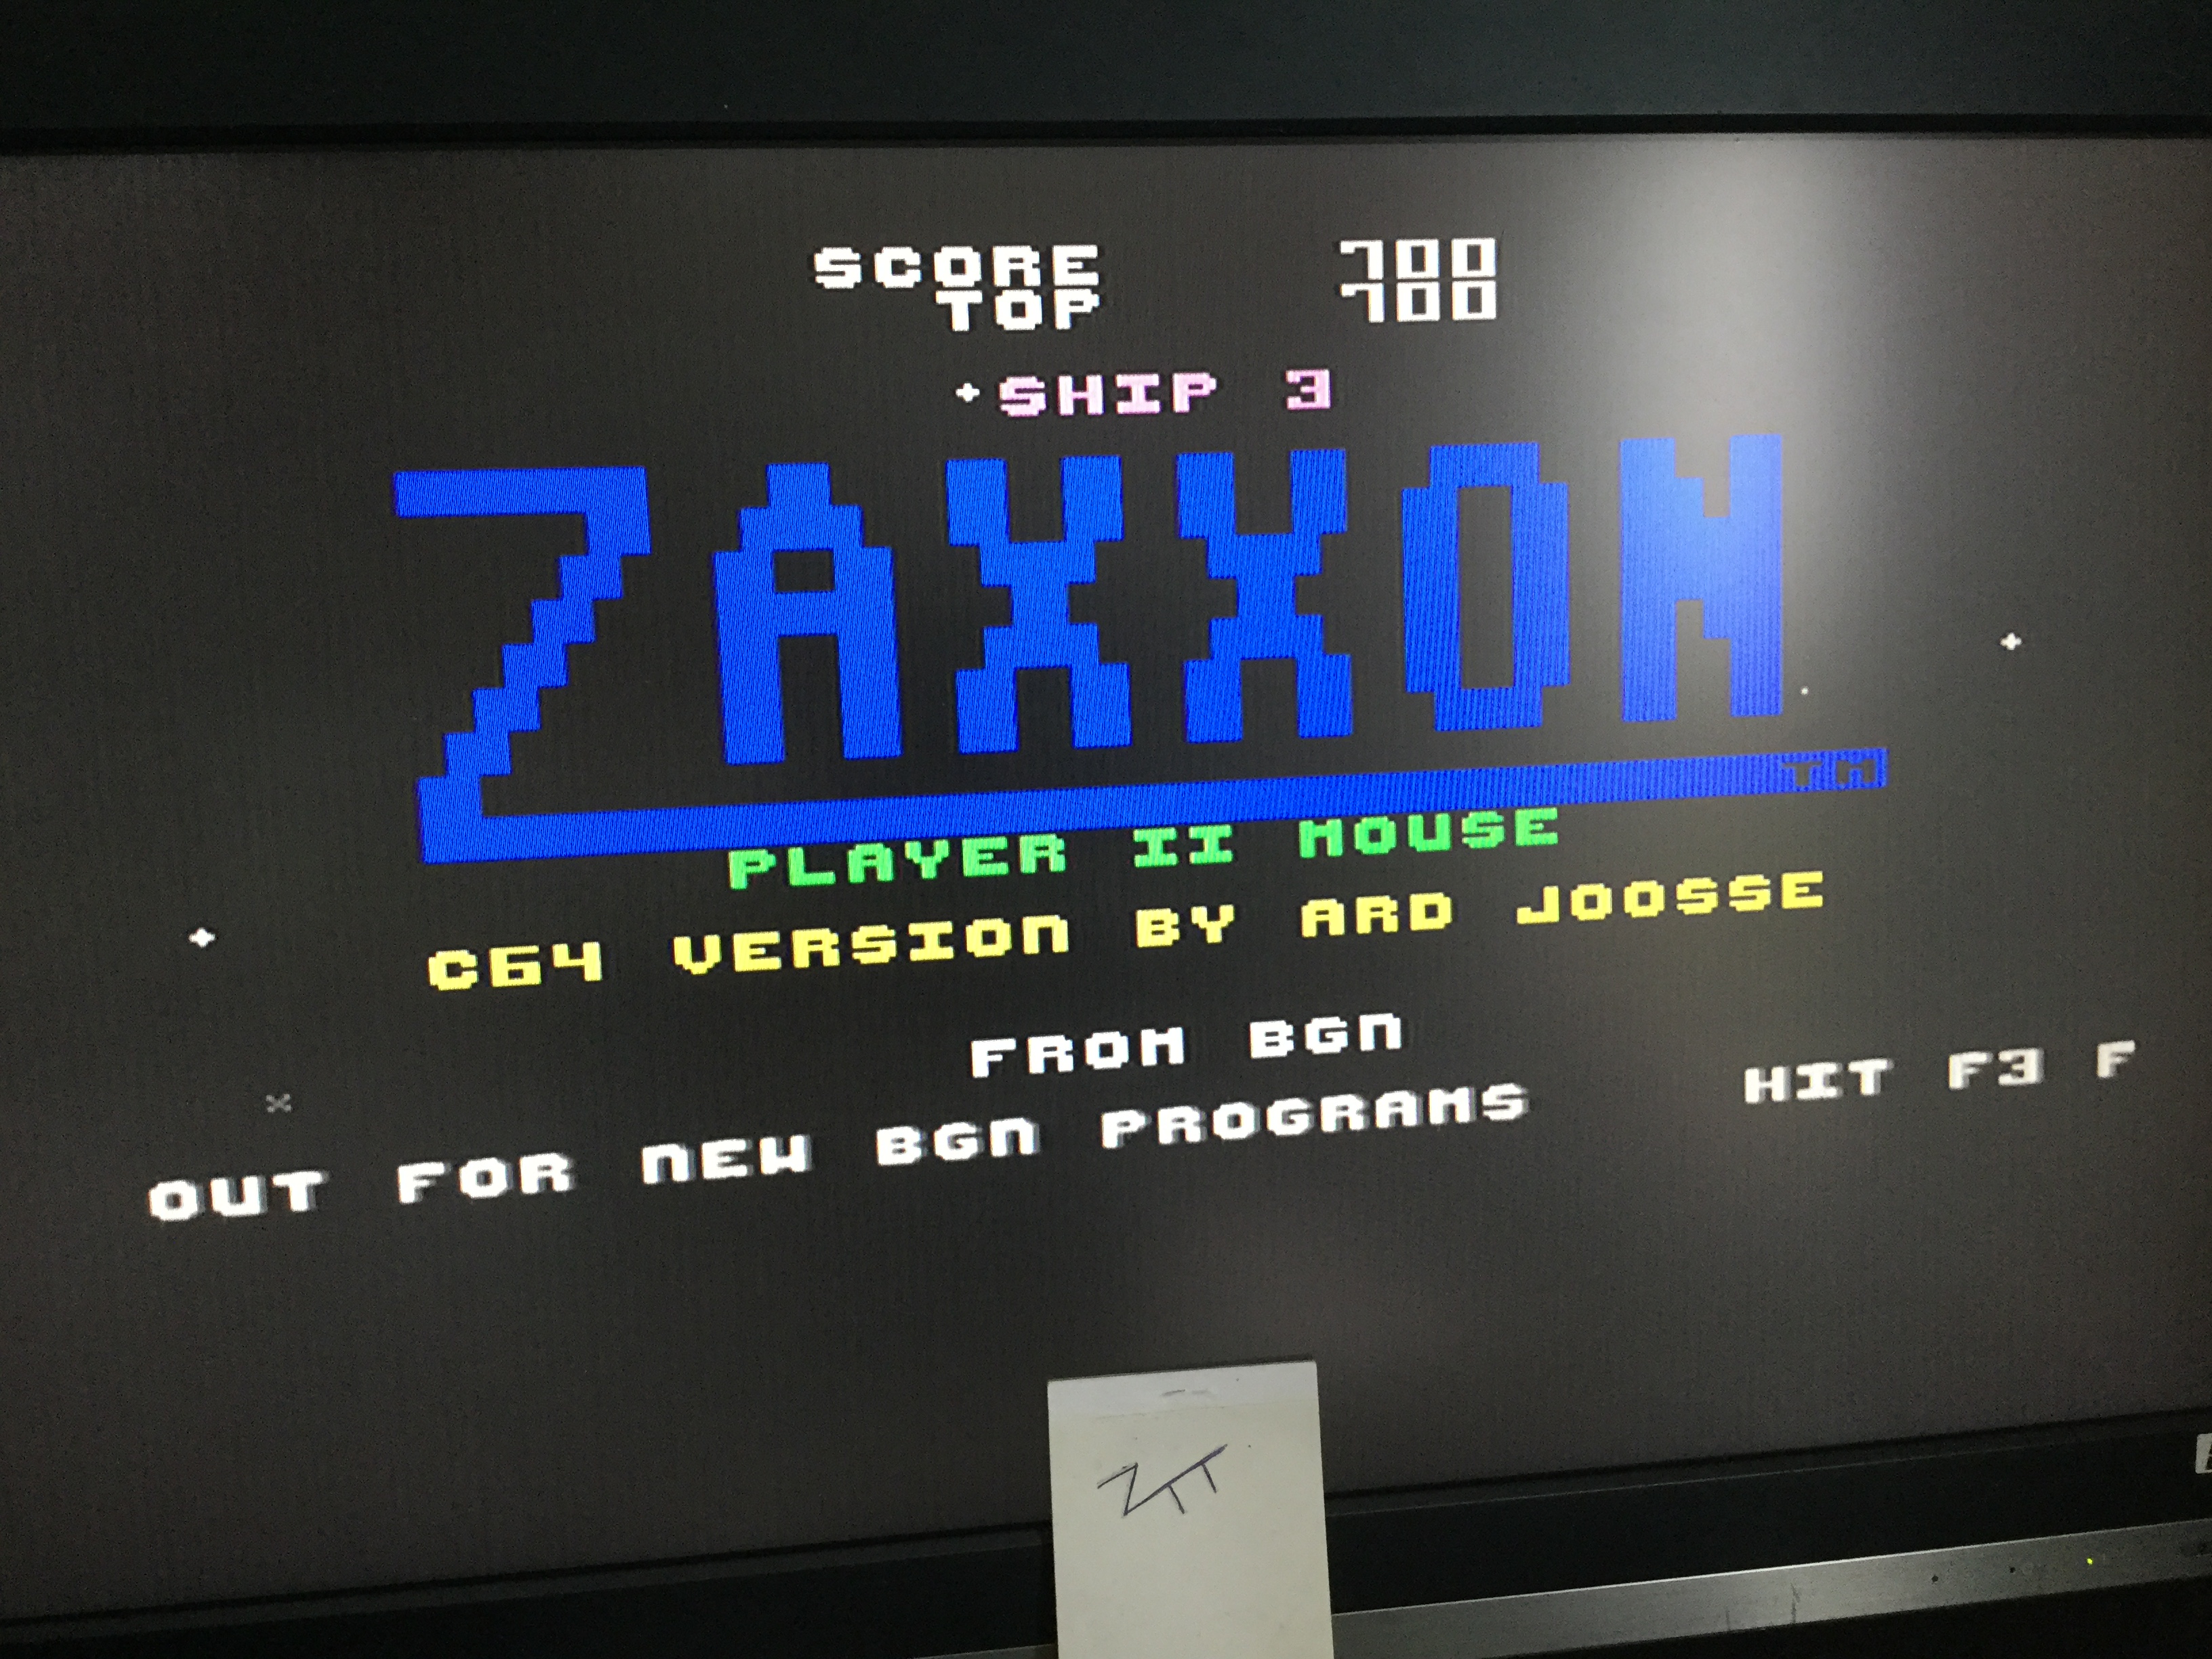 SCORE 700
TOP 700
SHIP 3
ZAXXON
TM
PLAYER II MOUSE
C64 VERSION BY ARD JOOSSE
FROM BGN
OUT FOR NEW BGN PROGRAMS HIT F3 F
ZTT